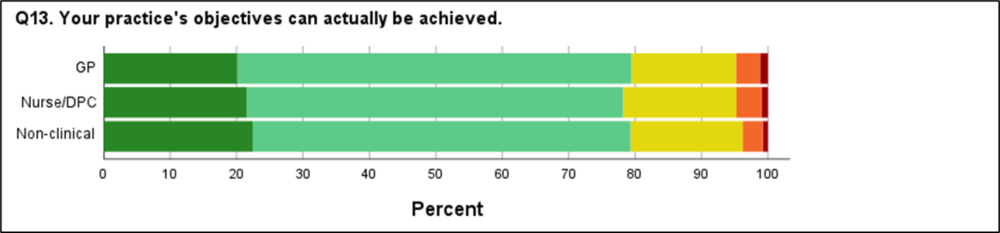 Q13. Your practice's objectives can actually be achieved.
GP
Nurse/DPC
Non-clinical
0 10 20 30 40 50 60 70 80 90 100
Percent